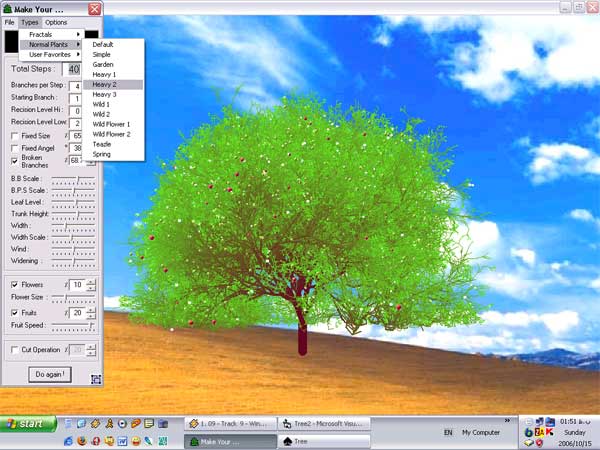 Make Your ...
File Types Options
Fractals
Normal Plants
User Favorites
Default
Simple
Garden
Heavy 1
Heavy 2
Heavy 3
Wild 1
Wild 2
Wild Flower 1
Wild Flower 2
Teazle
Spring
Total Steps : 40
Branches per Step : 4
Starting Branch : 1
Recision Level Hi : 0
Recision Level Low: 2
Fixed Size % 65
Fixed Angel ° 38
Broken Branches % 68.
B.B Scale :
B.P.S Scale :
Leaf Level :
Trunk Height:
Width :
Width Scale :
Wind :
Widening :
Flowers % 10
Flower Size :
Fruits % 20
Fruit Speed :
Cut Operation % 20
Do again !
start
1. 09 - Track 9 - Win...
Tree2 - Microsoft Visu...
Make Your ...
Tree
EN
My Computer
»
01:51
Sunday
2006/10/15